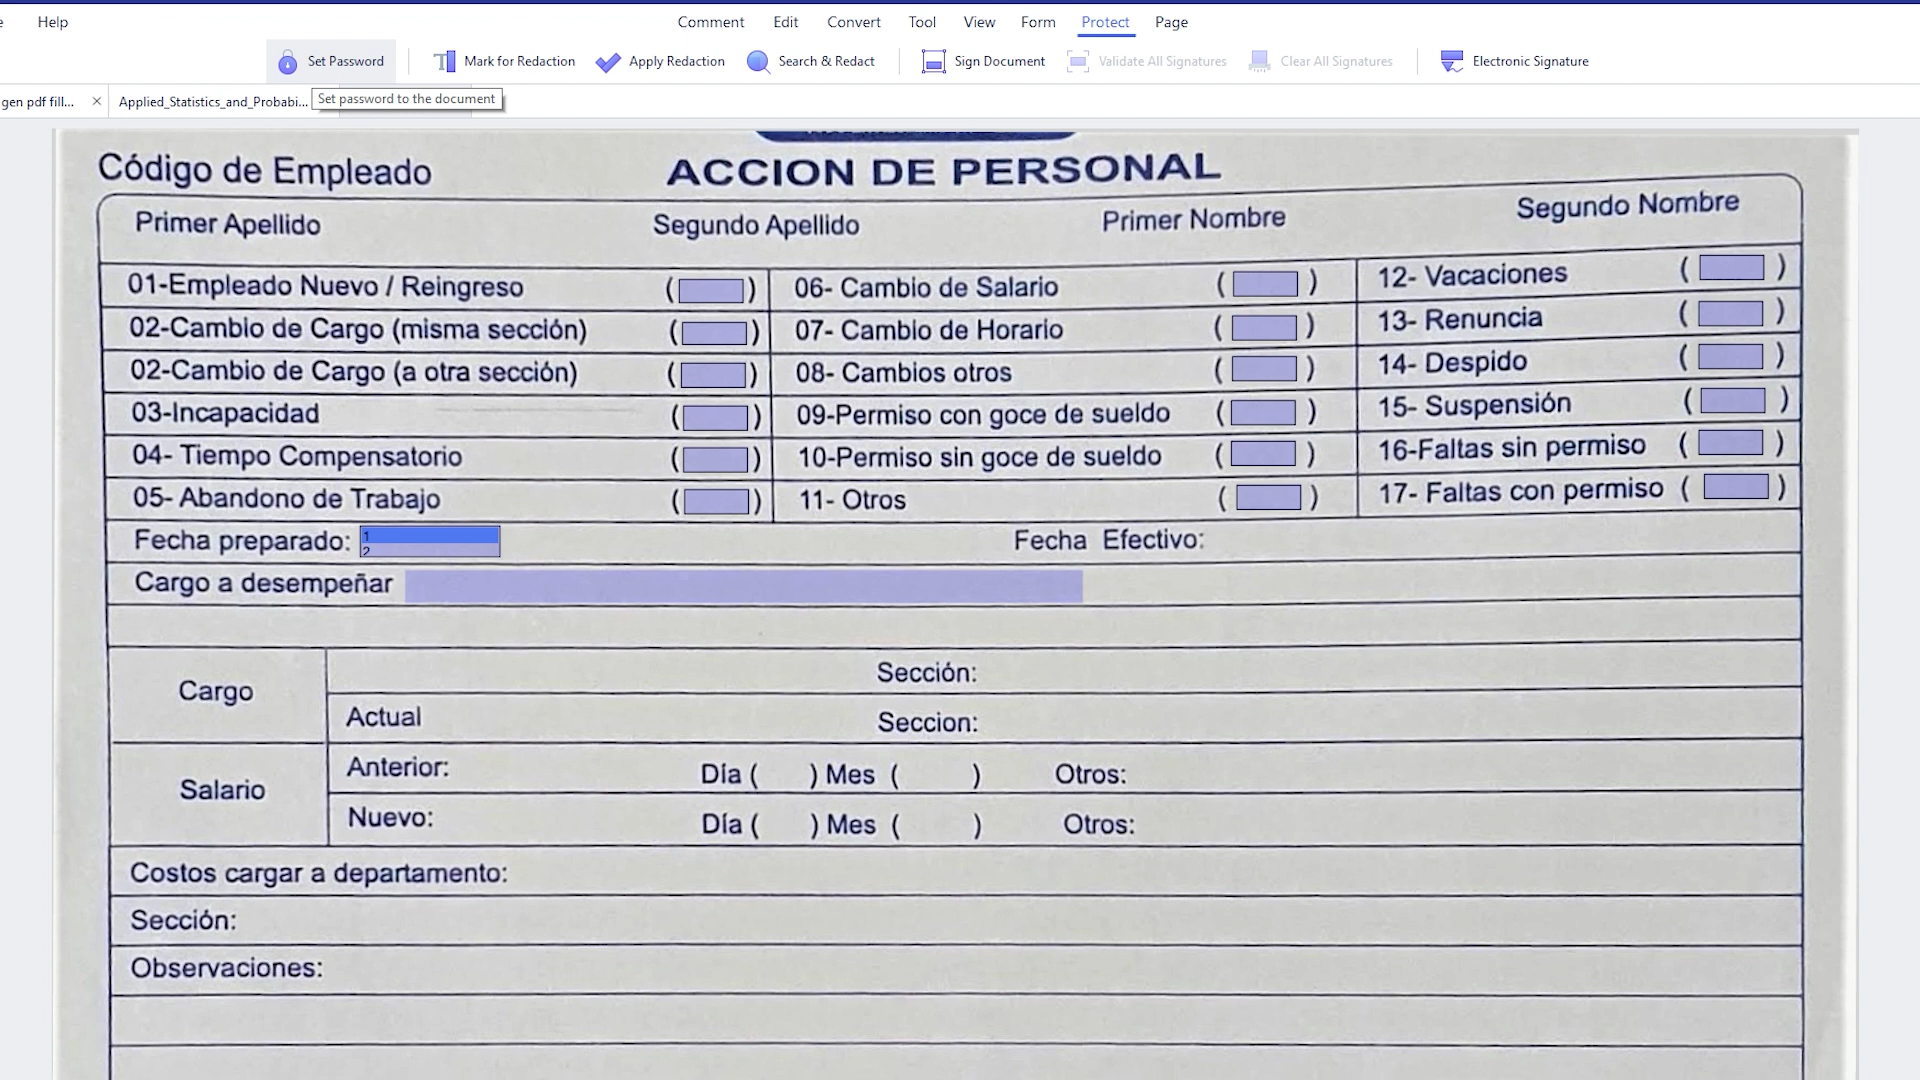 Help Comment Edit Convert Tool View Form Protect Page
Set Password Mark for Redaction Apply Redaction Search & Redact Sign Document Validate All Signatures Clear All Signatures Electronic Signature
gen pdf fill... × Applied_Statistics_and_Probabi... Set password to the document
Código de Empleado ACCION DE PERSONAL
Primer Apellido Segundo Apellido Primer Nombre Segundo Nombre
01-Empleado Nuevo / Reingreso ( ) 06- Cambio de Salario ( ) 12- Vacaciones ( )
02-Cambio de Cargo (misma sección) ( ) 07- Cambio de Horario ( ) 13- Renuncia ( )
02-Cambio de Cargo (a otra sección) ( ) 08- Cambios otros ( ) 14- Despido ( )
03-Incapacidad ( ) 09-Permiso con goce de sueldo ( ) 15- Suspensión ( )
04- Tiempo Compensatorio ( ) 10-Permiso sin goce de sueldo ( ) 16-Faltas sin permiso ( )
05- Abandono de Trabajo ( ) 11- Otros ( ) 17- Faltas con permiso ( )
Fecha preparado: 1 Fecha Efectivo:
2
Cargo a desempeñar
Cargo Sección:
Actual Seccion:
Salario Anterior: Día ( ) Mes ( ) Otros:
Nuevo: Día ( ) Mes ( ) Otros:
Costos cargar a departamento:
Sección:
Observaciones: